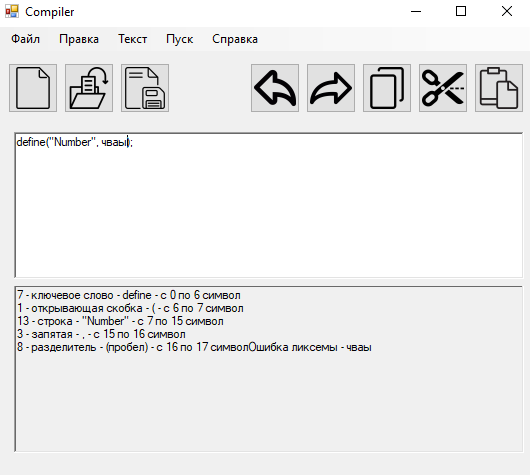 Compiler
Файл Правка Текст Пуск Справка
define("Number", чваы);
7 - ключевое слово - define - с 0 по 6 символ
1 - открывающая скобка - ( - с 6 по 7 символ
13 - строка - "Number" - с 7 по 15 символ
3 - запятая - , - с 15 по 16 символ
8 - разделитель - (пробел) - с 16 по 17 символОшибка ликсемы - чваы